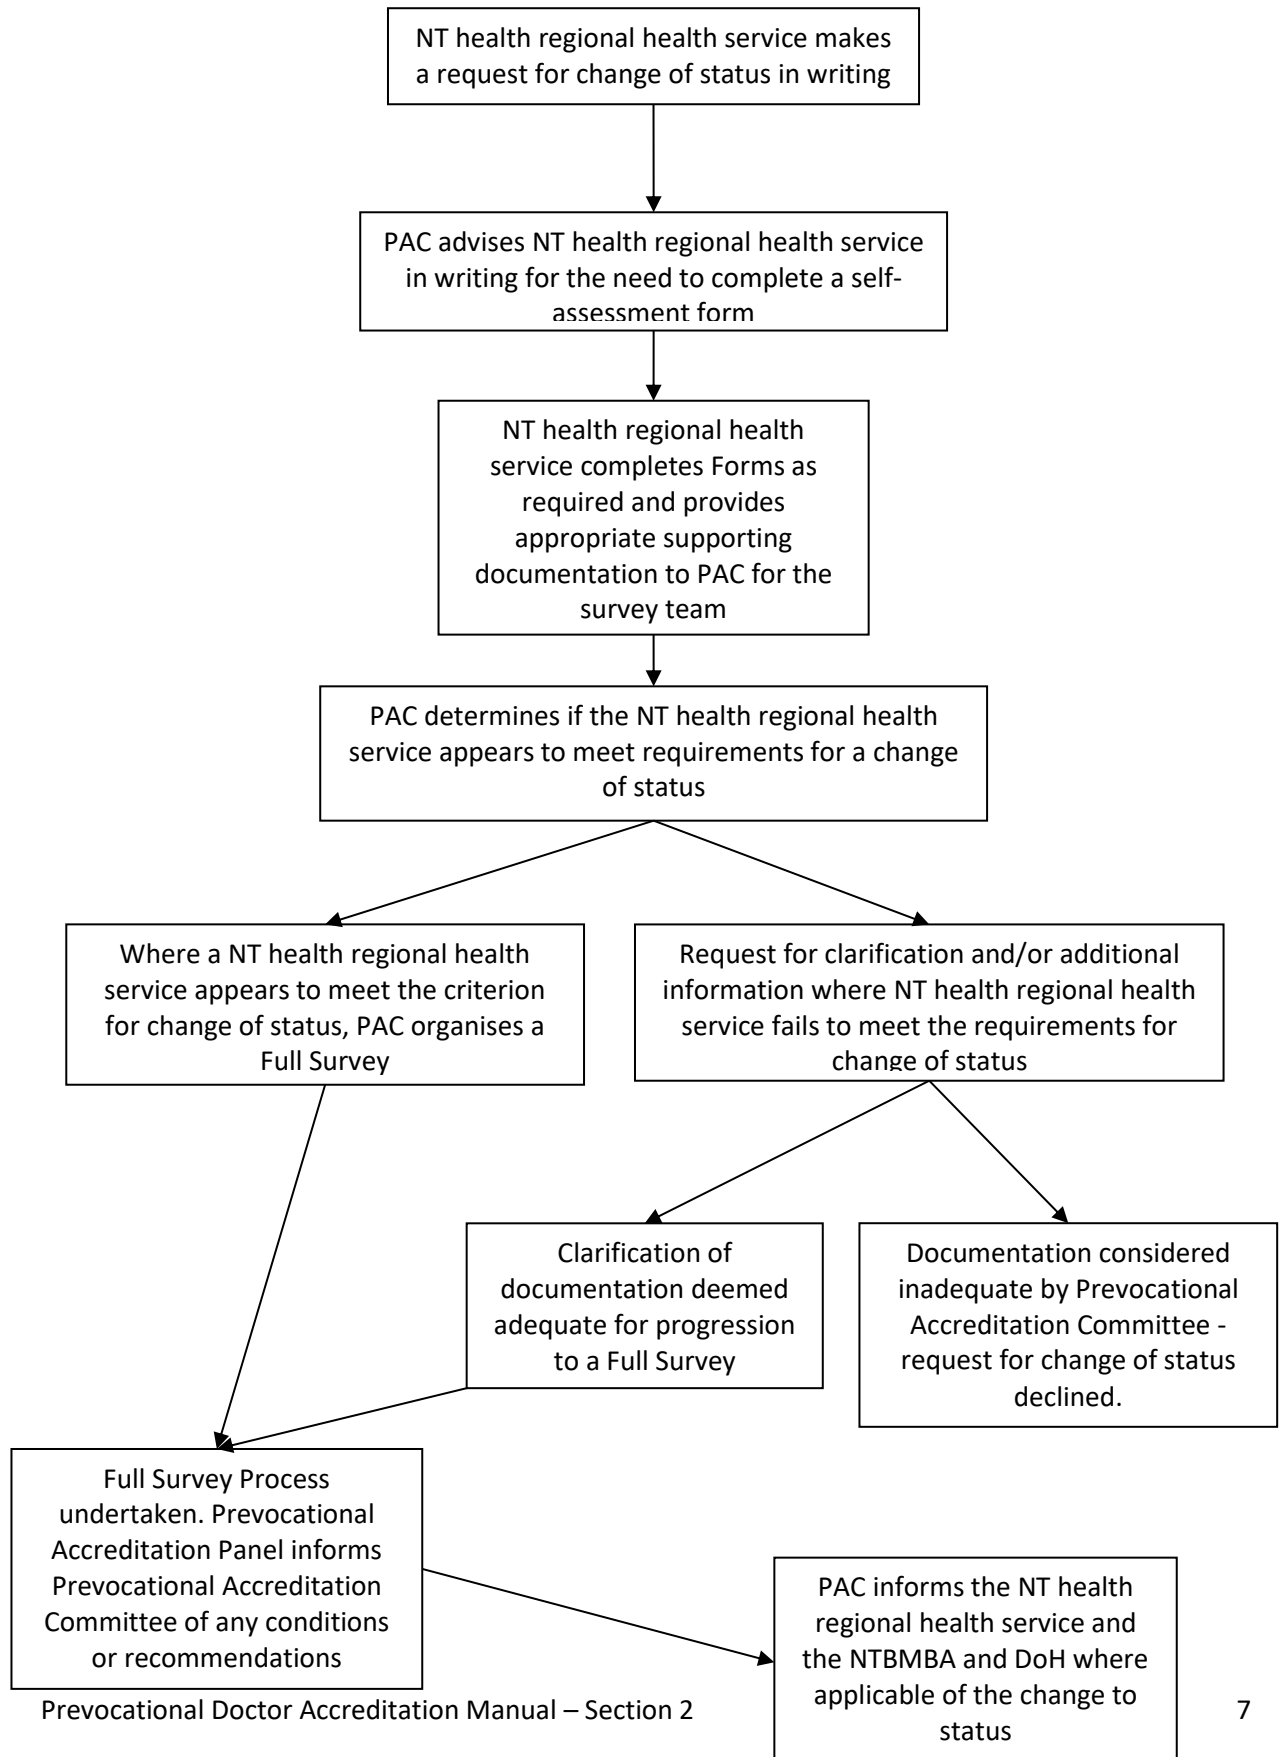 NT health regional health service makes
a request for change of status in writing
PAC advises NT health regional health service
in writing for the need to complete a self-
assessment form
NT health regional health
service completes Forms as
required and provides
appropriate supporting
documentation to PAC for the
survey team
PAC determines if the NT health regional health
service appears to meet requirements for a change
of status
Where a NT health regional health
service appears to meet the criterion
for change of status, PAC organises a
Full Survey
Request for clarification and/or additional
information where NT health regional health
service fails to meet the requirements for
change of status
Clarification of
documentation deemed
adequate for progression
to a Full Survey
Documentation considered
inadequate by Prevocational
Accreditation Committee -
request for change of status
declined.
Full Survey Process
undertaken. Prevocational
Accreditation Panel informs
Prevocational Accreditation
Committee of any conditions
or recommendations
PAC informs the NT health
regional health service and
the NTBMBA and DoH where
applicable of the change to
status
Prevocational Doctor Accreditation Manual – Section 2
7